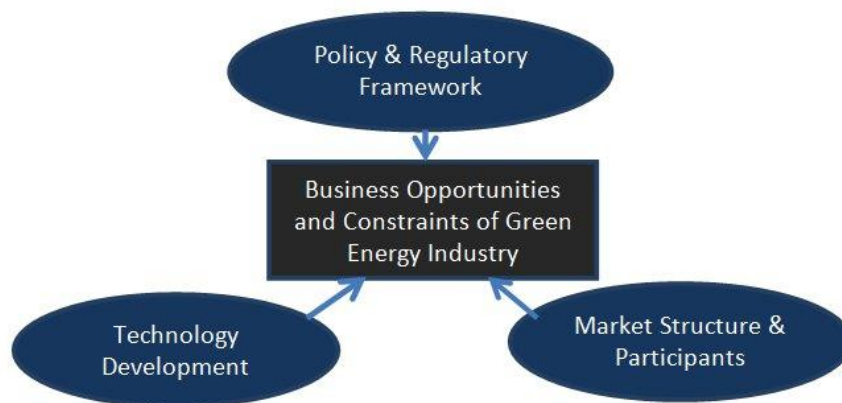 Policy & Regulatory
Framework
Business Opportunities
and Constraints of Green
Energy Industry
Technology
Development
Market Structure &
Participants